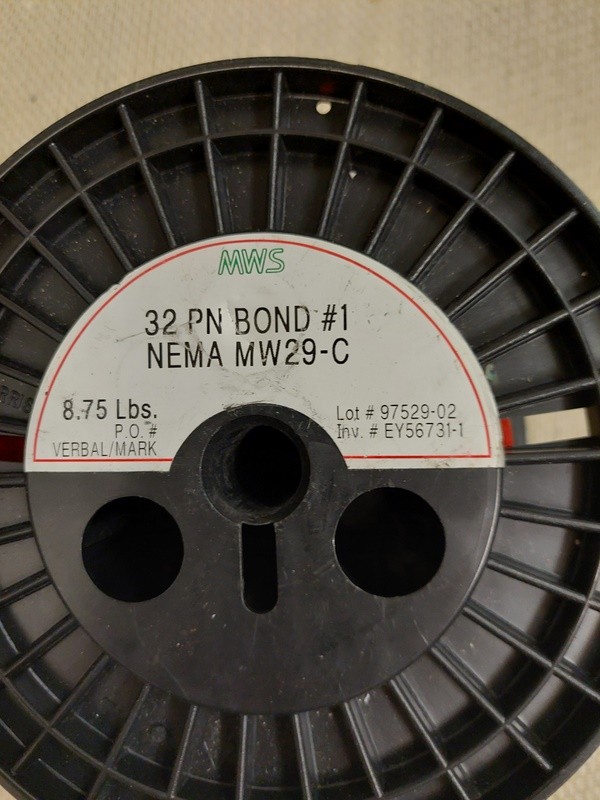 MWS
32 PN BOND #1
NEMA MW29-C
8.75 Lbs.
P.O. #
VERBAL/MARK
Lot # 97529-02
Inv. # EY56731-1